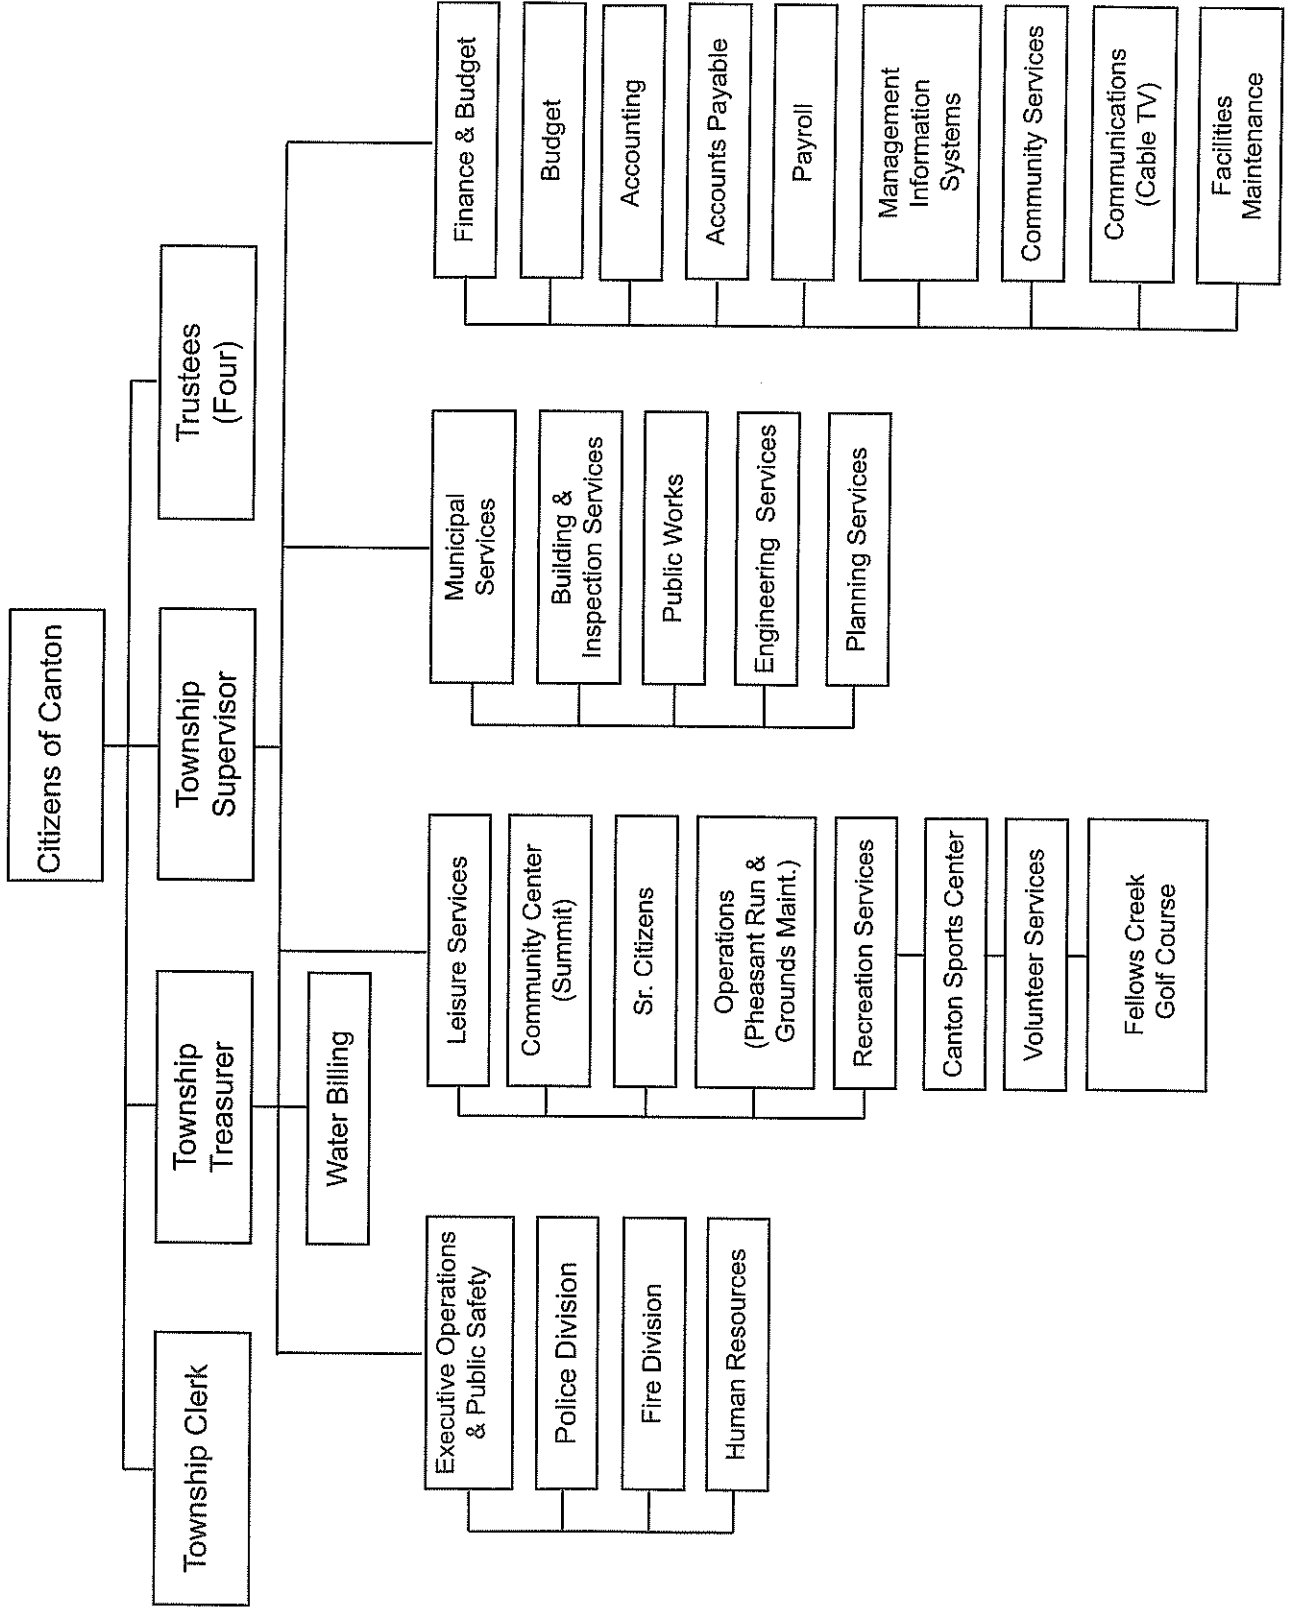 Citizens of Canton
Township Clerk
Township
Treasurer
Township
Supervisor
Trustees
(Four)
Water Billing
Executive Operations
& Public Safety
Police Division
Fire Division
Human Resources
Leisure Services
Community Center
(Summit)
Sr. Citizens
Operations
(Pheasant Run &
Grounds Maint.)
Recreation Services
Canton Sports Center
Volunteer Services
Fellows Creek
Golf Course
Municipal
Services
Building &
Inspection Services
Public Works
Engineering Services
Planning Services
Finance & Budget
Budget
Accounting
Accounts Payable
Payroll
Management
Information
Systems
Community Services
Communications
(Cable TV)
Facilities
Maintenance